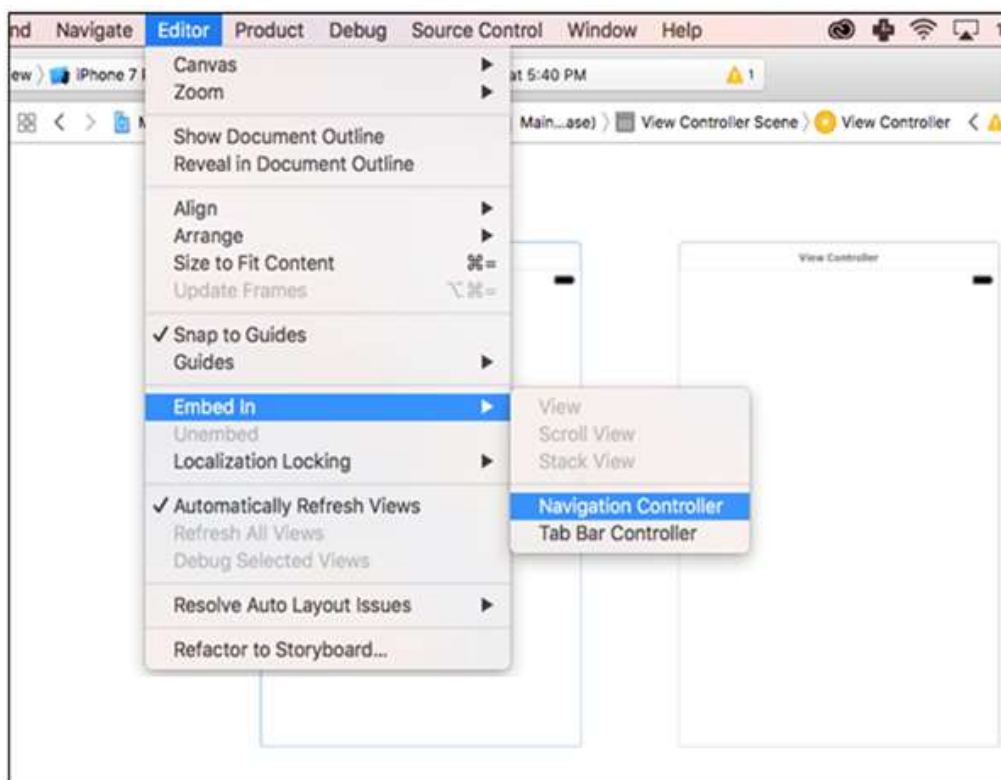 nd Navigate Editor Product Debug Source Control Window Help
ew iPhone 7 at 5:40 PM 1
Main...ase) View Controller Scene View Controller
Canvas
Zoom
Show Document Outline
Reveal in Document Outline
Align
Arrange
Size to Fit Content ⌘=
Update Frames ⌥⌘=
✓ Snap to Guides
Guides
Embed In
Unembed
Localization Locking
✓ Automatically Refresh Views
Refresh All Views
Debug Selected Views
Resolve Auto Layout Issues
Refactor to Storyboard...
View
Scroll View
Stack View
Navigation Controller
Tab Bar Controller
View Controller